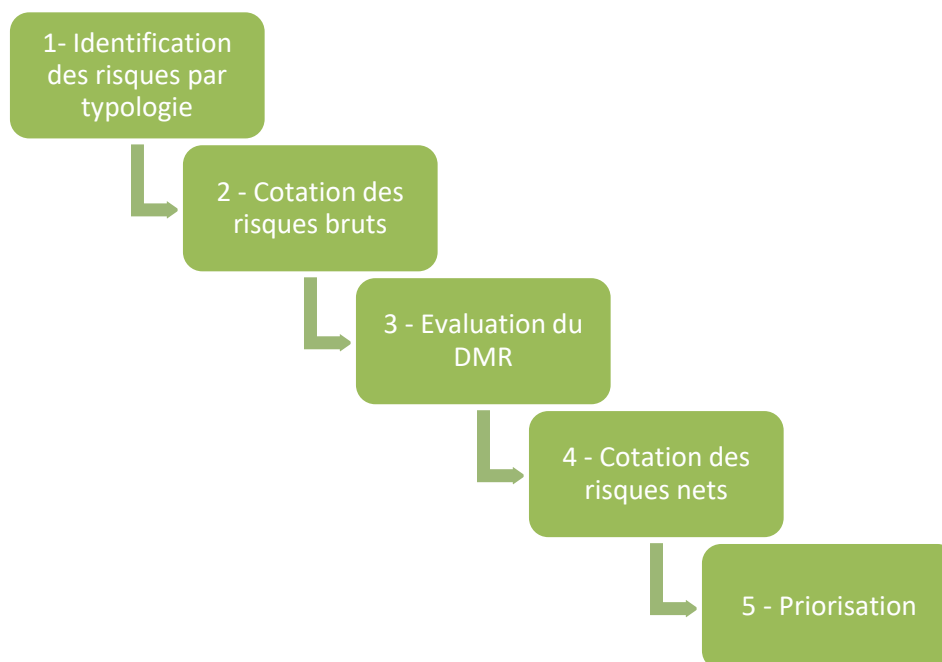 1- Identification
des risques par
typologie
2 - Cotation des
risques bruts
3 - Evaluation du
DMR
4 - Cotation des
risques nets
5 - Priorisation